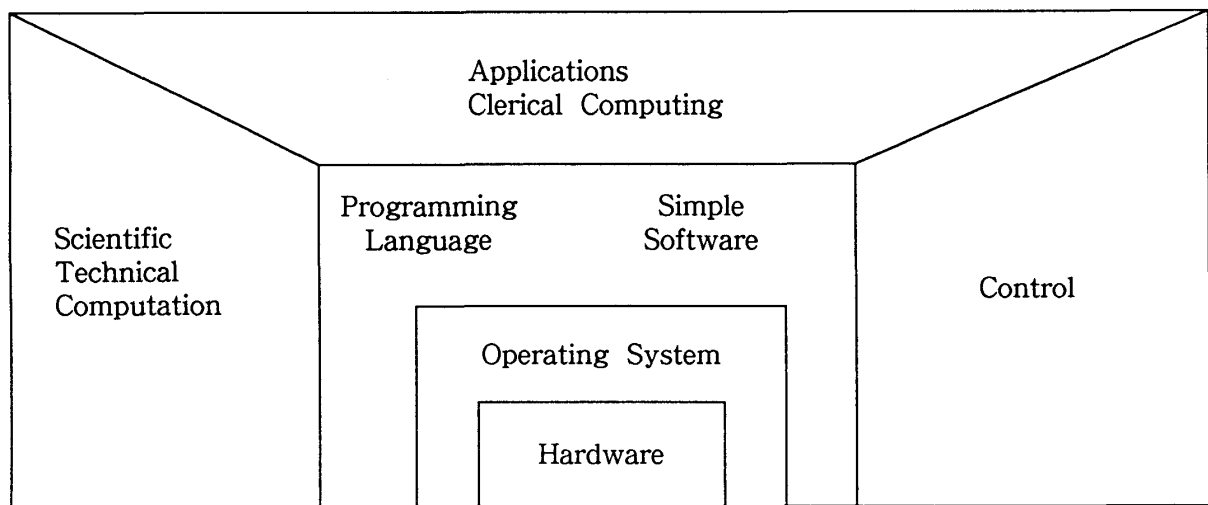 Applications
Clerical Computing
Programming
Language
Simple
Software
Scientific
Technical
Computation
Control
Operating System
Hardware